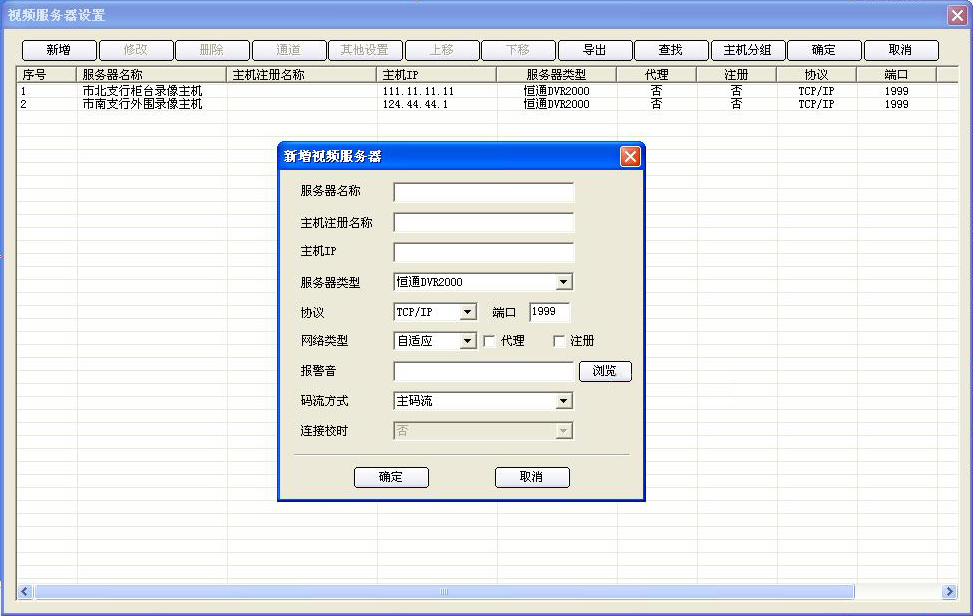 视频服务器设置
新增 修改 删除 通道 其他设置 上移 下移 导出 查找 主机分组 确定 取消
序号 服务器名称 主机注册名称 主机IP 服务器类型 代理 注册 协议 端口
1 市北支行柜台录像主机 111.11.11.11 恒通DVR2000 否 否 TCP/IP 1999
2 市南支行外围录像主机 124.44.44.1 恒通DVR2000 否 否 TCP/IP 1999
新增视频服务器
服务器名称
主机注册名称
主机IP
服务器类型 恒通DVR2000
协议 TCP/IP 端口 1999
网络类型 自适应 代理 注册
报警音 浏览
码流方式 主码流
连接校时 否
确定 取消